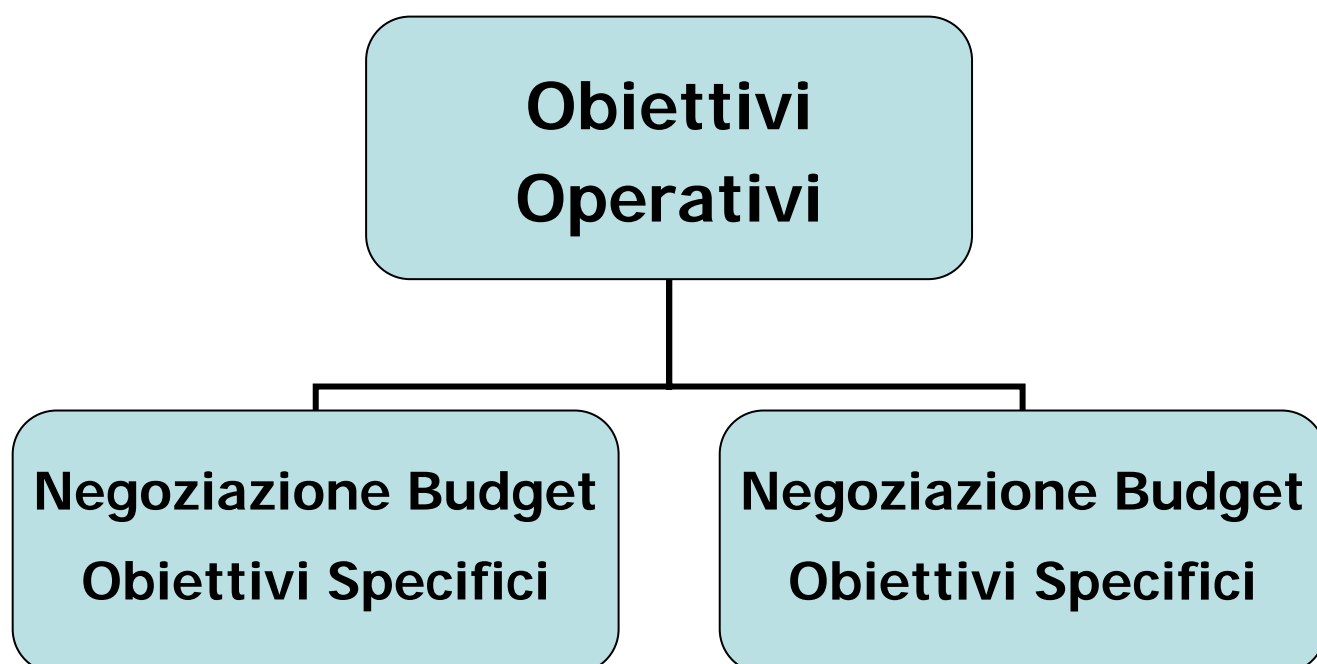 Obiettivi
Operativi
Negoziazione Budget
Obiettivi Specifici
Negoziazione Budget
Obiettivi Specifici